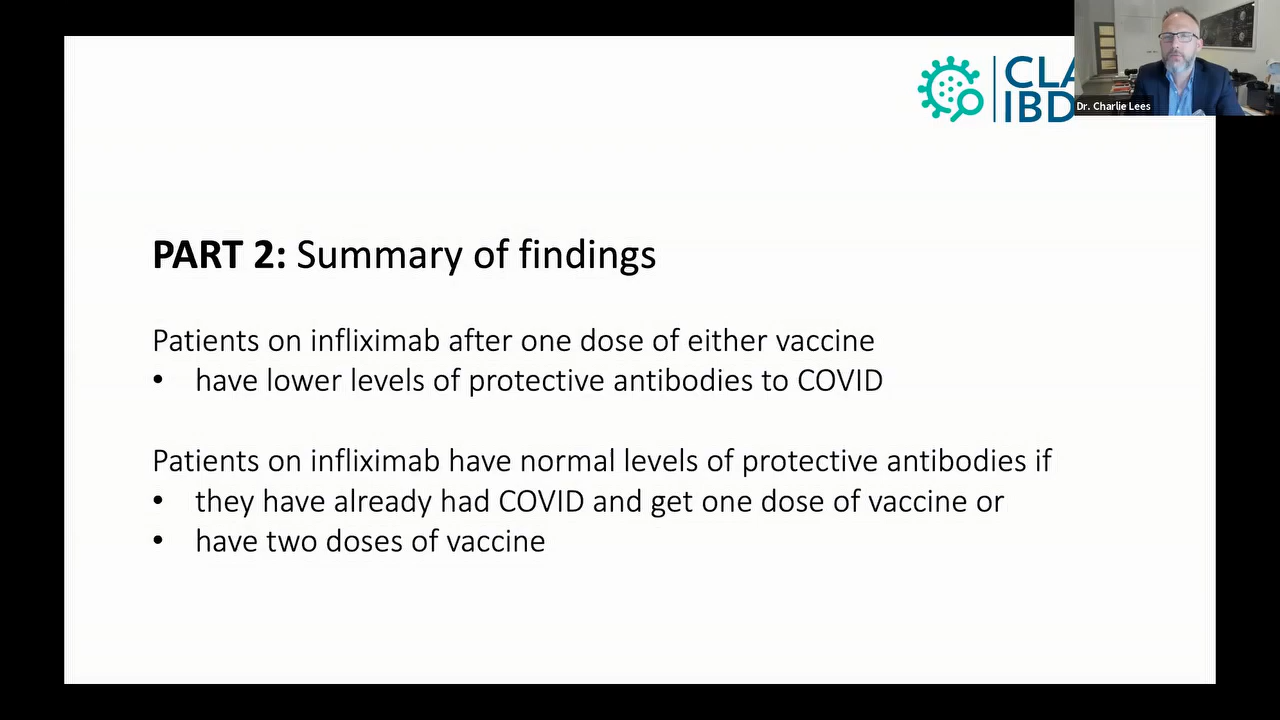 CLA
IBD
Dr. Charlie Lees
PART 2: Summary of findings
Patients on infliximab after one dose of either vaccine
• have lower levels of protective antibodies to COVID
Patients on infliximab have normal levels of protective antibodies if
• they have already had COVID and get one dose of vaccine or
• have two doses of vaccine